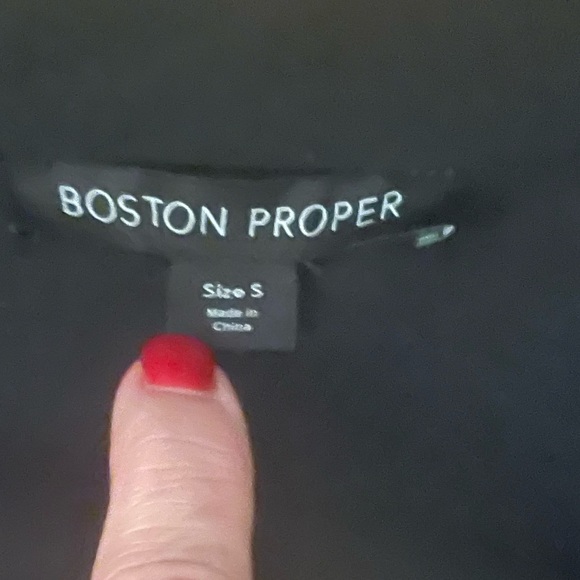 BOSTON PROPER
Size S
Made in
China